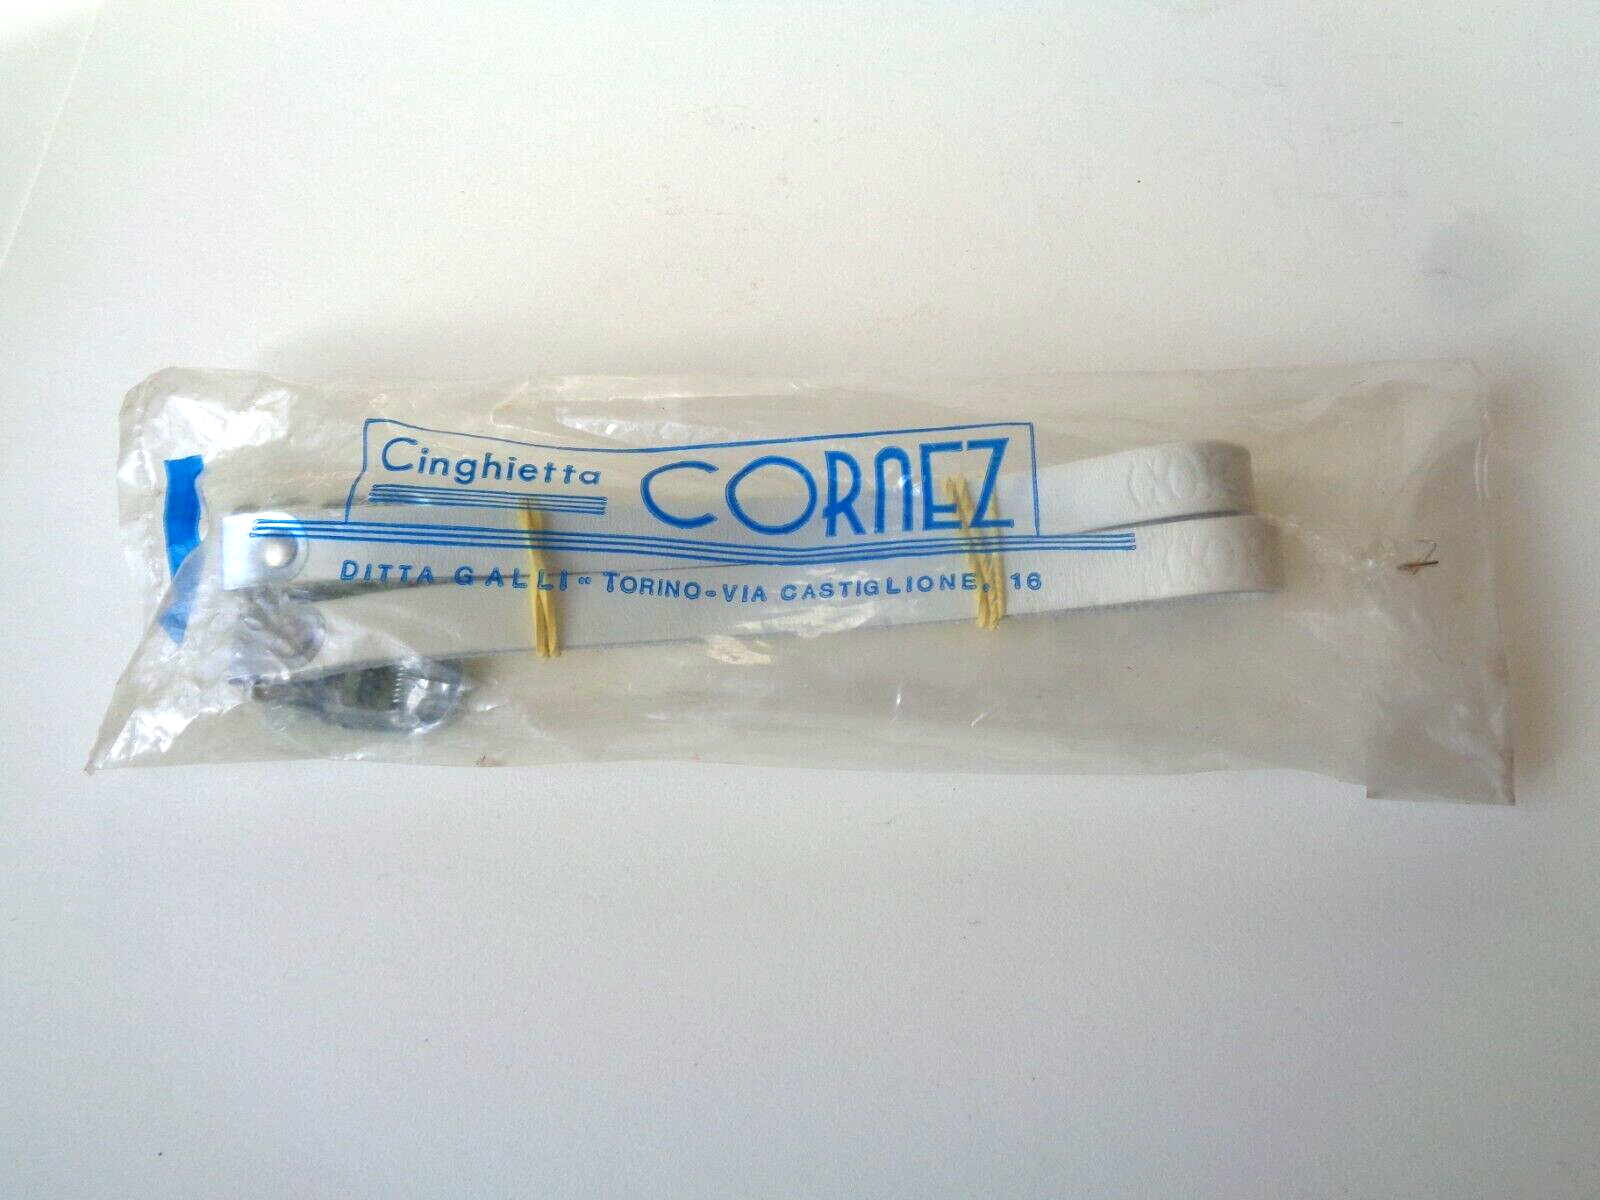 Cinghietta CORNEZ
DITTA GALLI - TORINO - VIA CASTIGLIONE, 16